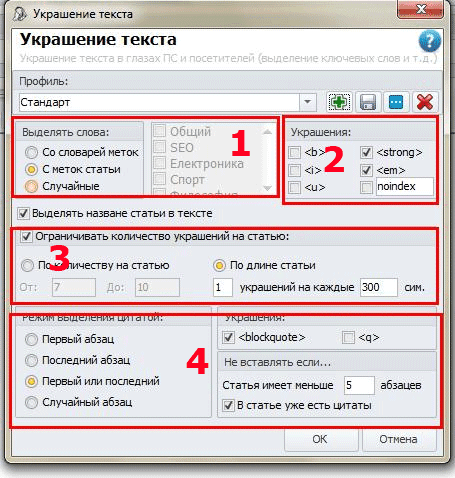 Украшение текста
Украшение текста
Украшение текста в глазах ПС и посетителей (выделение ключевых слов и т.д.)
Профиль:
Стандарт
Выделять слова:
Со словарей меток
С меток статьи
Случайные
Общий
SEO
Електроника
Спорт
Философия
1
Украшения:
<b> <strong>
<i> <em>
<u> noindex
2
Выделять назване статьи в тексте
Ограничивать количество украшений на статью:
3
По количеству на статью По длине статьи
От: 7 До: 10 1 украшений на каждые 300 сим.
Режим выделения цитатой:
Первый абзац
Последний абзац
Первый или последний
Случайный абзац
4
Украшения:
<blockquote> <q>
Не вставлять если...
Статья имеет меньше 5 абзацев
В статье уже есть цитаты
OK Отмена